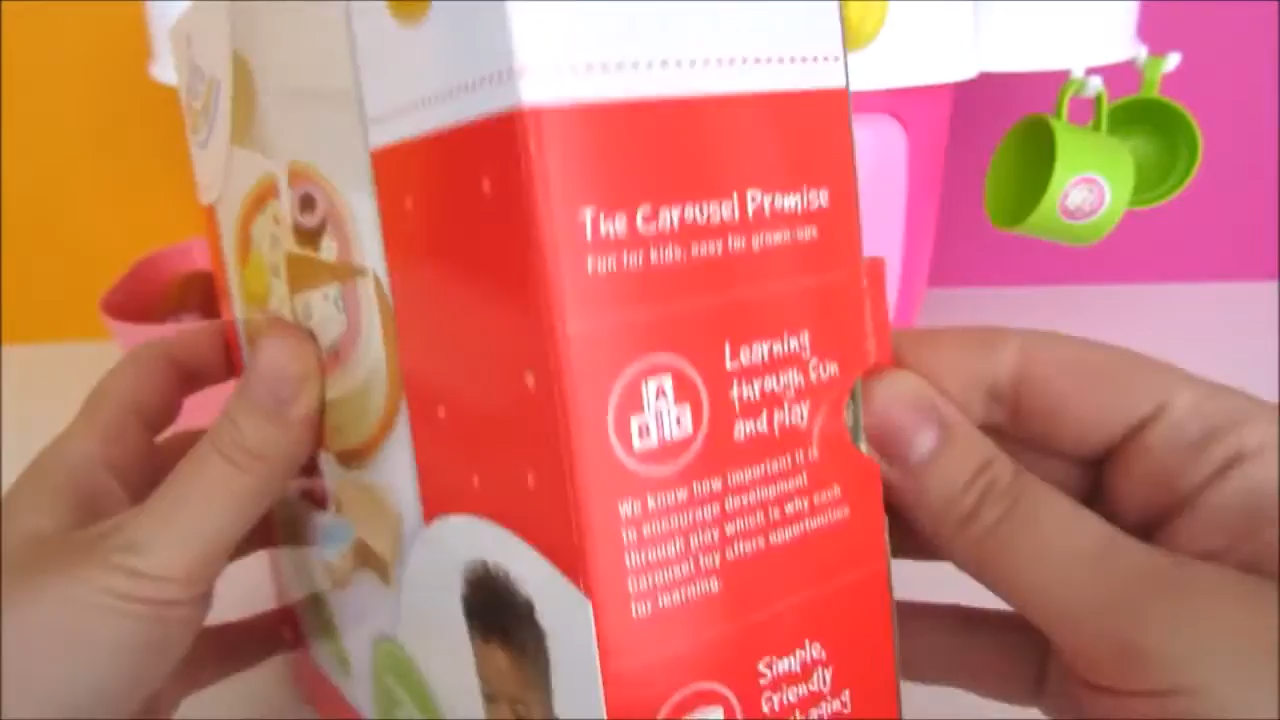 The Carousel Promise
Fun for kids, easy for grown-ups
Learning
through fun
and play
We know how important it is
to encourage development
through play which is why each
Carousel toy offers opportunities
for learning.
Simple,
friendly
packaging